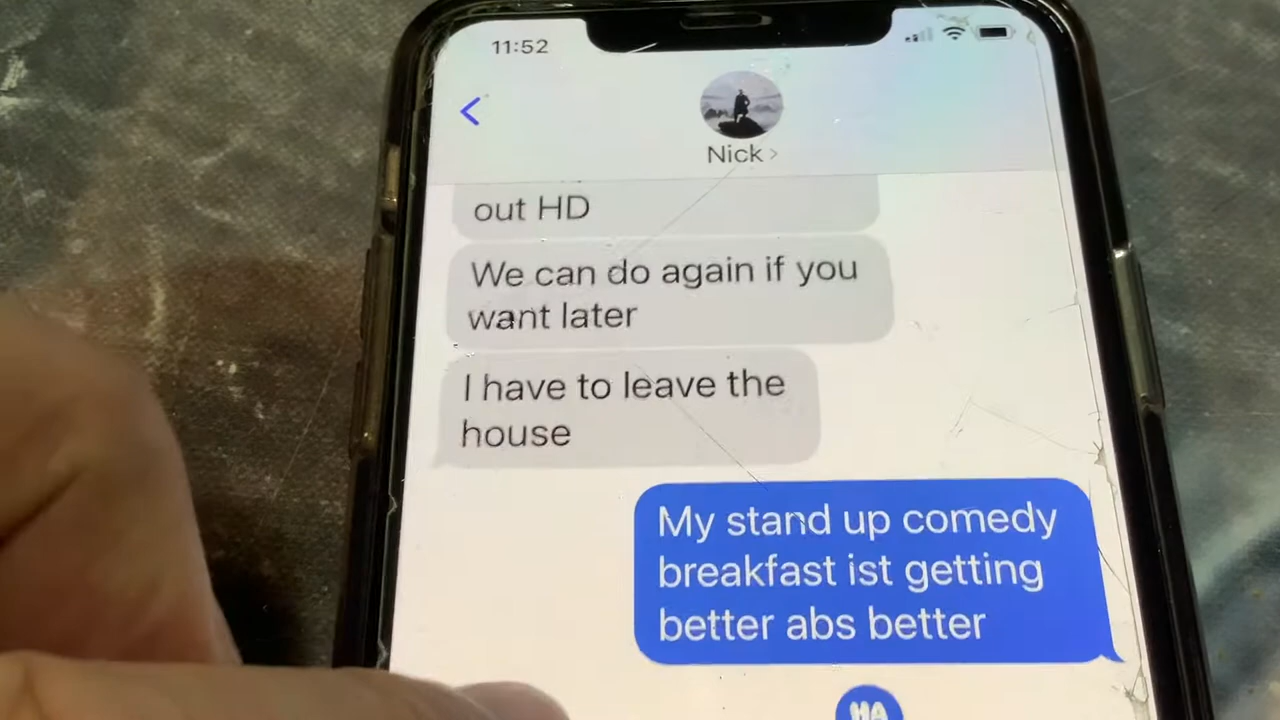 11:52
Nick >
out HD
We can do again if you
want later
I have to leave the
house
My stand up comedy
breakfast ist getting
better abs better
HA